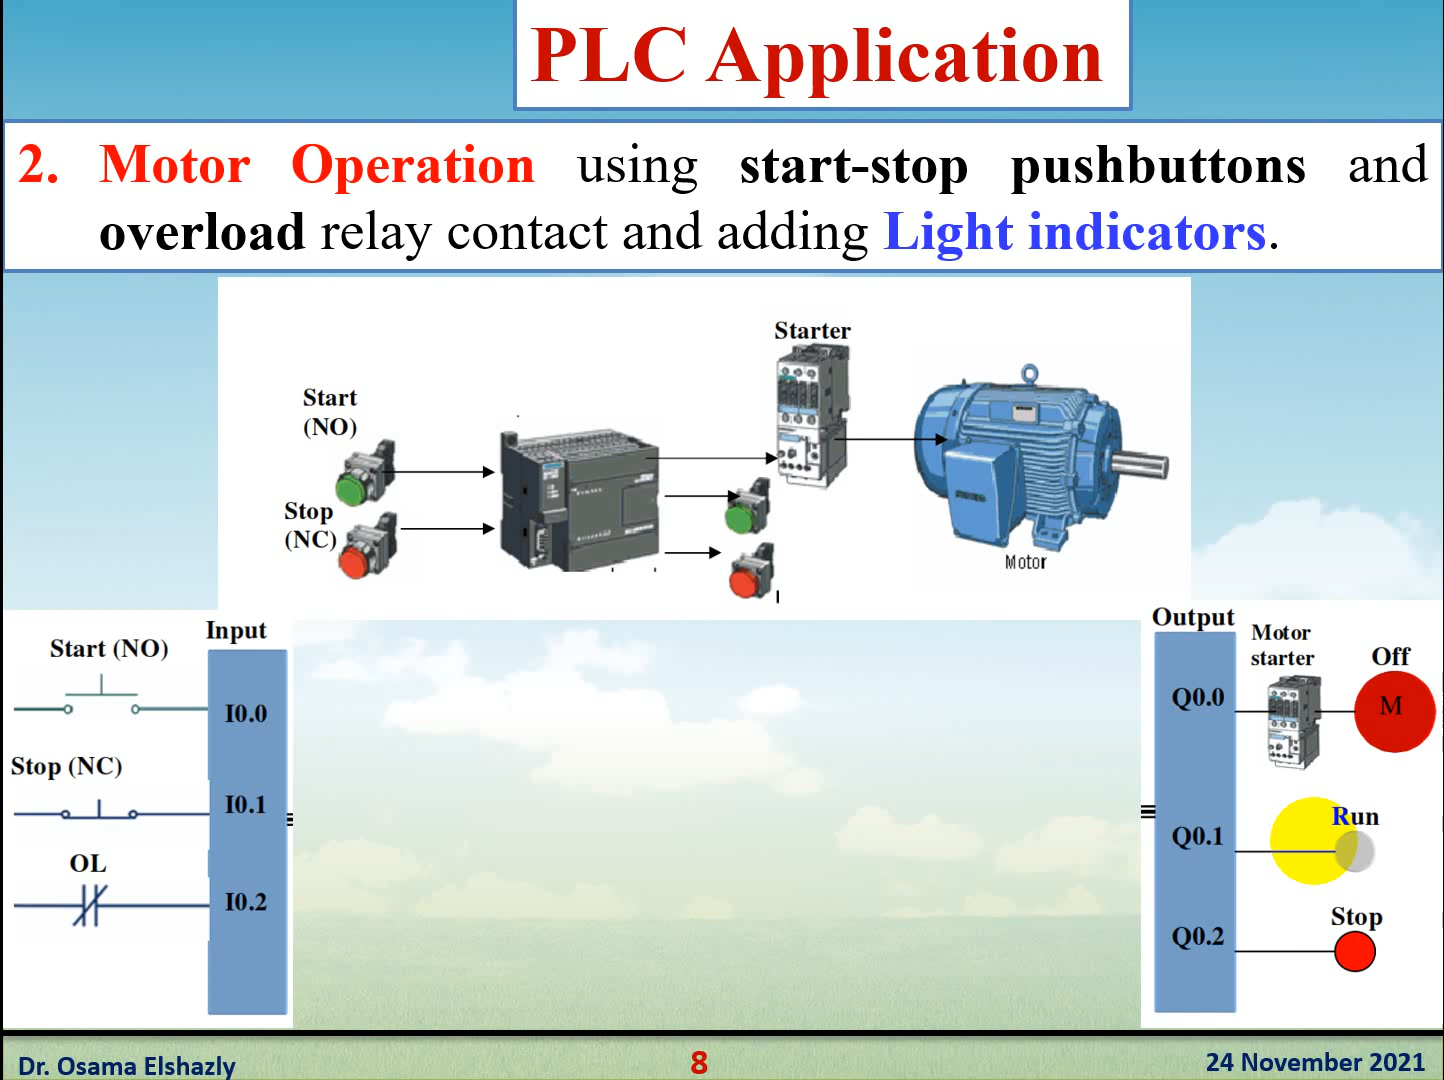 PLC Application
2. Motor Operation using start-stop pushbuttons and
overload relay contact and adding Light indicators.
Starter
Start
(NO)
Stop
(NC)
Motor
Input
Start (NO)
I0.0
Stop (NC)
I0.1
OL
I0.2
Output
Motor
starter
Off
Q0.0
M
Run
Q0.1
Stop
Q0.2
Dr. Osama Elshazly
8
24 November 2021